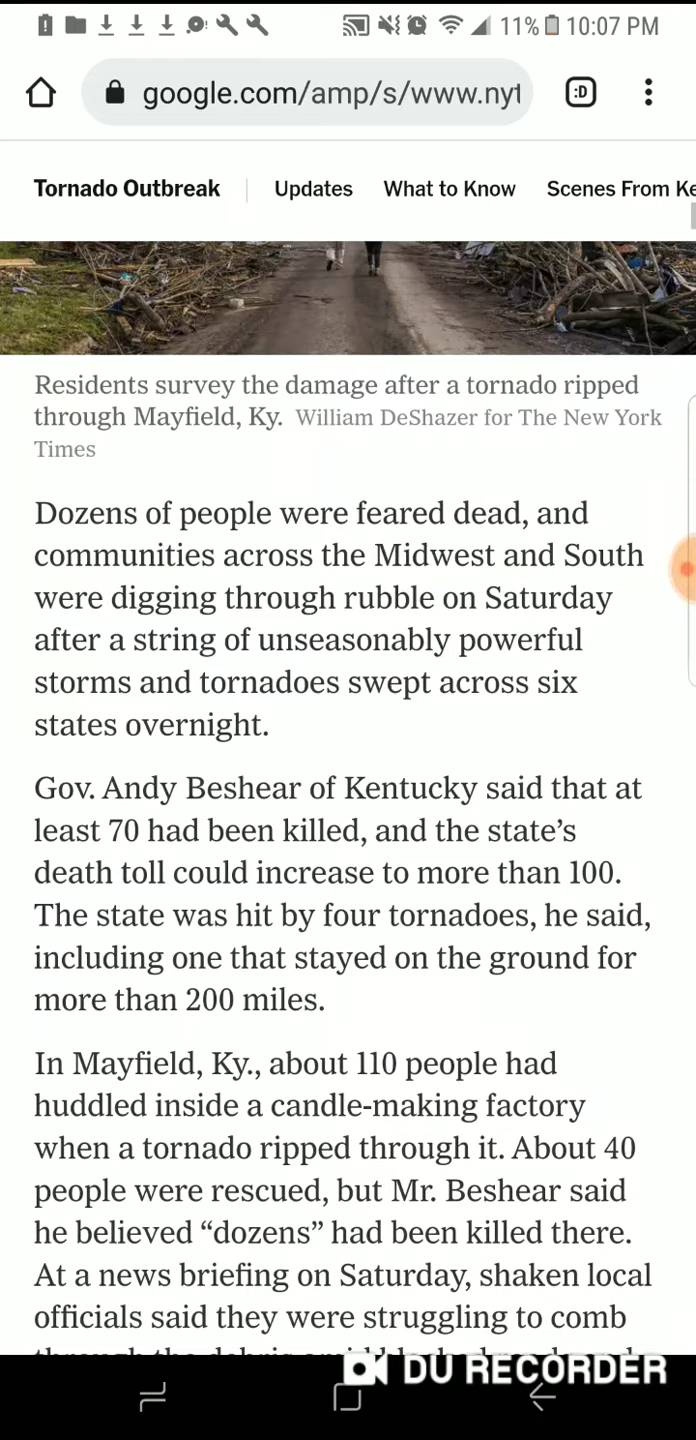 11% 10:07 PM
google.com/amp/s/www.nyt
:D
Tornado Outbreak Updates What to Know Scenes From Ke
Residents survey the damage after a tornado ripped
through Mayfield, Ky. William DeShazer for The New York
Times
Dozens of people were feared dead, and
communities across the Midwest and South
were digging through rubble on Saturday
after a string of unseasonably powerful
storms and tornadoes swept across six
states overnight.
Gov. Andy Beshear of Kentucky said that at
least 70 had been killed, and the state’s
death toll could increase to more than 100.
The state was hit by four tornadoes, he said,
including one that stayed on the ground for
more than 200 miles.
In Mayfield, Ky., about 110 people had
huddled inside a candle-making factory
when a tornado ripped through it. About 40
people were rescued, but Mr. Beshear said
he believed “dozens” had been killed there.
At a news briefing on Saturday, shaken local
officials said they were struggling to comb
through the debris amid
DU RECORDER